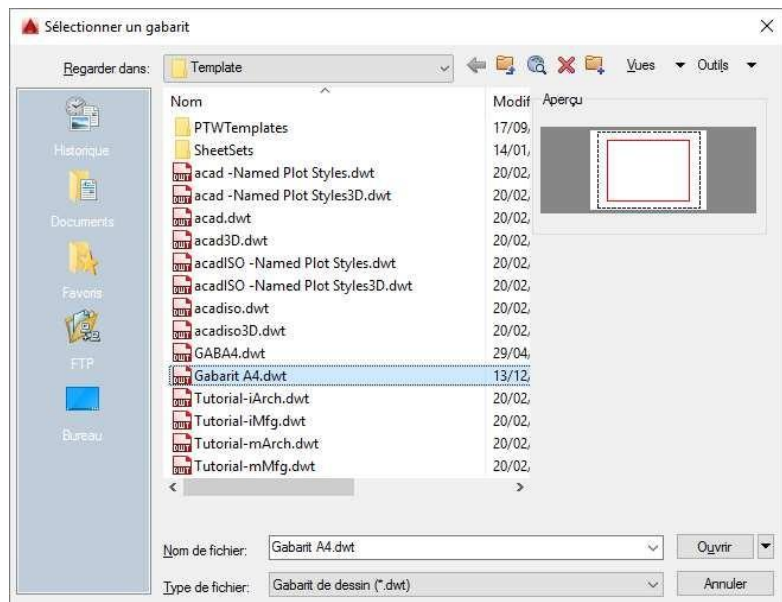 Sélectionner un gabarit
Regarder dans: Template Vues Outils
Nom Modif Aperçu
PTWTemplates 17/09,
SheetSets 14/01,
acad -Named Plot Styles.dwt 20/02,
acad -Named Plot Styles3D.dwt 20/02,
acad.dwt 20/02,
acad3D.dwt 20/02,
acadISO -Named Plot Styles.dwt 20/02,
acadISO -Named Plot Styles3D.dwt 20/02,
acadiso.dwt 20/02,
acadiso3D.dwt 20/02,
GABA4.dwt 29/04,
Gabarit A4.dwt 13/12,
Tutorial-iArch.dwt 20/02,
Tutorial-iMfg.dwt 20/02,
Tutorial-mArch.dwt 20/02,
Tutorial-mMfg.dwt 20/02,
Historique
Documents
Favoris
FTP
Bureau
Nom de fichier: Gabarit A4.dwt Ouvrir
Type de fichier: Gabarit de dessin (*.dwt) Annuler